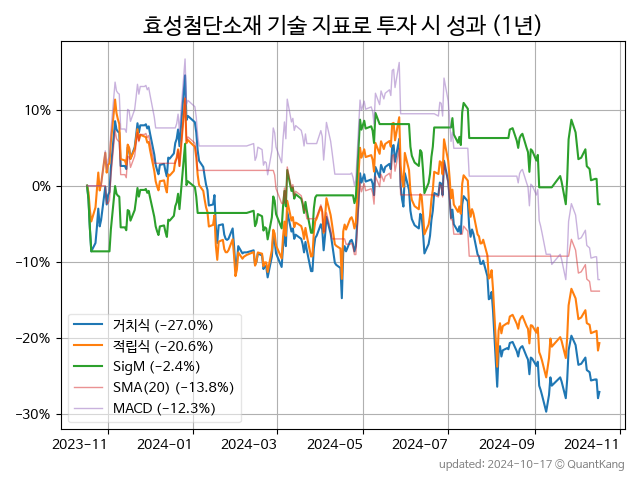 효성첨단소재 기술 지표로 투자 시 성과 (1년)
10%
0%
−10%
−20%
−30%
거치식 (−27.0%)
적립식 (−20.6%)
SigM (−2.4%)
SMA(20) (−13.8%)
MACD (−12.3%)
2023-11 2024-01 2024-03 2024-05 2024-07 2024-09 2024-11
updated: 2024-10-17 © QuantKang